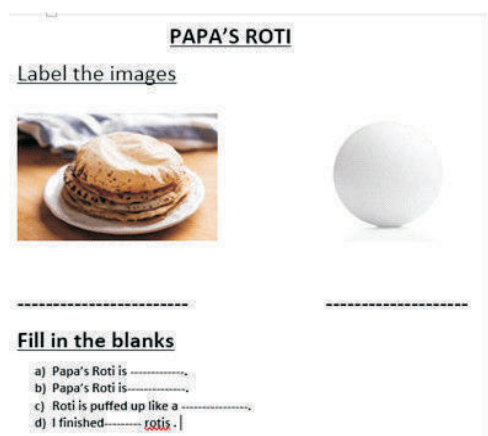 PAPA'S ROTI
Label the images
------------------------ --------------------
Fill in the blanks
a) Papa's Roti is ------------.
b) Papa's Roti is-------------.
c) Roti is puffed up like a ---------------.
d) I finished--------- rotis .